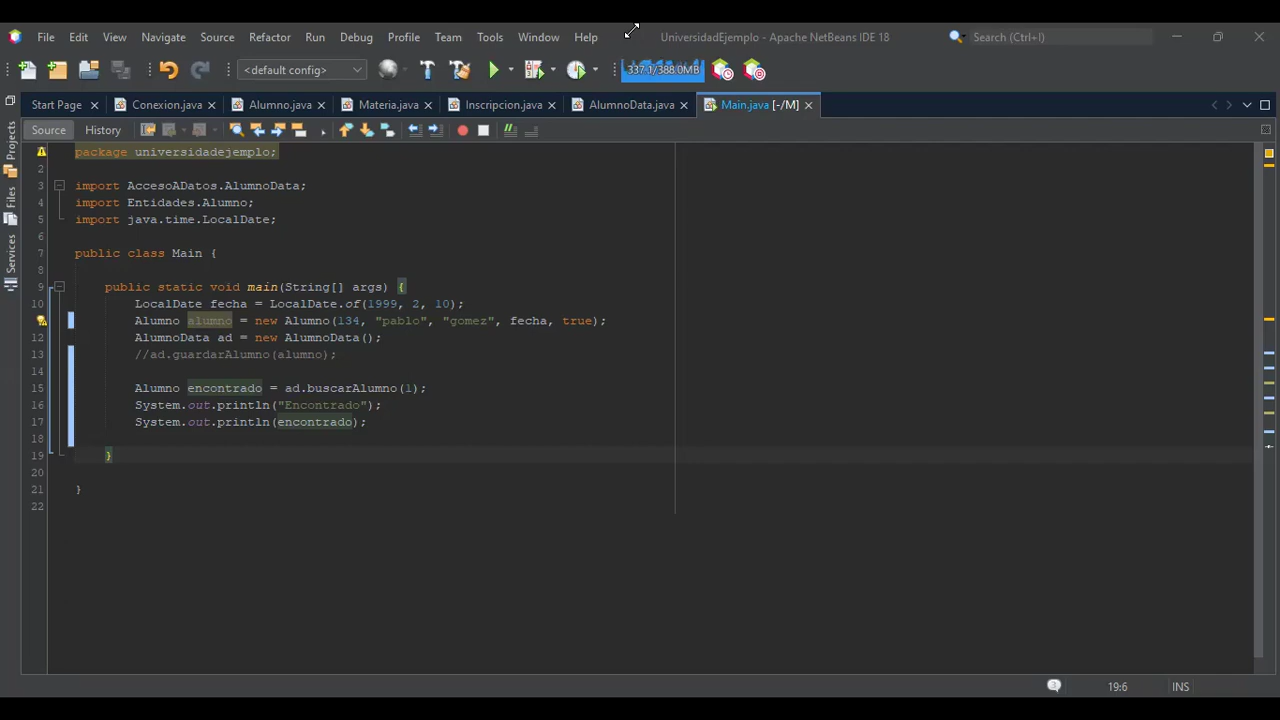 File Edit View Navigate Source Refactor Run Debug Profile Team Tools Window Help UniversidadEjemplo - Apache NetBeans IDE 18 Search (Ctrl+I)
<default config> 337.1/388.0MB
Start Page Conexion.java Alumno.java Materia.java Inscripcion.java AlumnoData.java Main.java [-/M]
Source History
Projects
Files
Services
package universidadejemplo;
2
3 import AccesoADatos.AlumnoData;
4 import Entidades.Alumno;
5 import java.time.LocalDate;
6
7 public class Main {
8
9 public static void main(String[] args) {
10 LocalDate fecha = LocalDate.of(1999, 2, 10);
Alumno alumno = new Alumno(134, "pablo", "gomez", fecha, true);
12 AlumnoData ad = new AlumnoData();
13 //ad.guardarAlumno(alumno);
14
15 Alumno encontrado = ad.buscarAlumno(1);
16 System.out.println("Encontrado");
17 System.out.println(encontrado);
18
19 }
20
21 }
22
3 19:6 INS